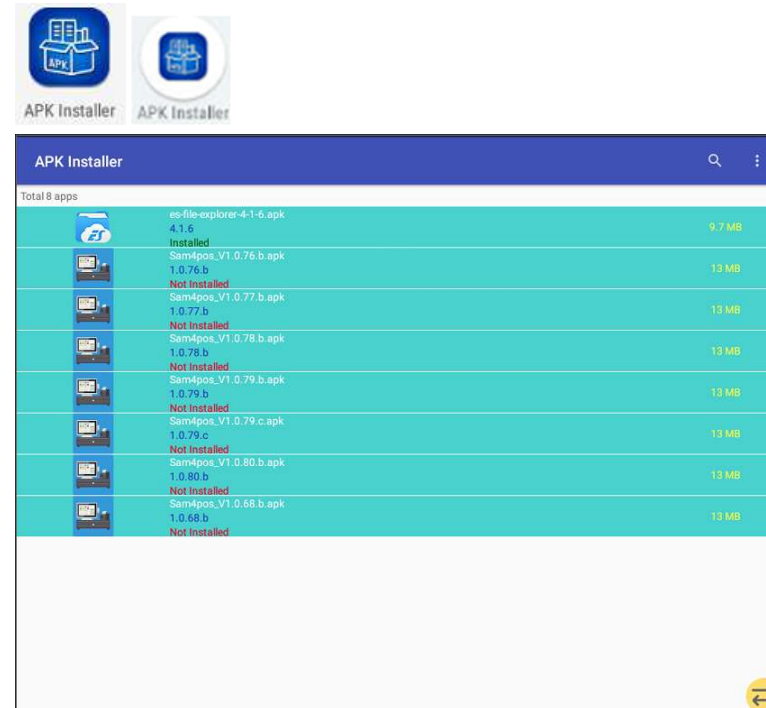 APK
APK Installer
APK Installer
APK Installer
Total 8 apps
es-file-explorer-4-1-6.apk
4.1.6
Installed
9.7 MB
Sam4pos_V1.0.76.b.apk
1.0.76.b
Not Installed
13 MB
Sam4pos_V1.0.77.b.apk
1.0.77.b
Not Installed
13 MB
Sam4pos_V1.0.78.b.apk
1.0.78.b
Not Installed
13 MB
Sam4pos_V1.0.79.b.apk
1.0.79.b
Not Installed
13 MB
Sam4pos_V1.0.79.c.apk
1.0.79.c
Not Installed
13 MB
Sam4pos_V1.0.80.b.apk
1.0.80.b
Not Installed
13 MB
Sam4pos_V1.0.68.b.apk
1.0.68.b
Not Installed
13 MB